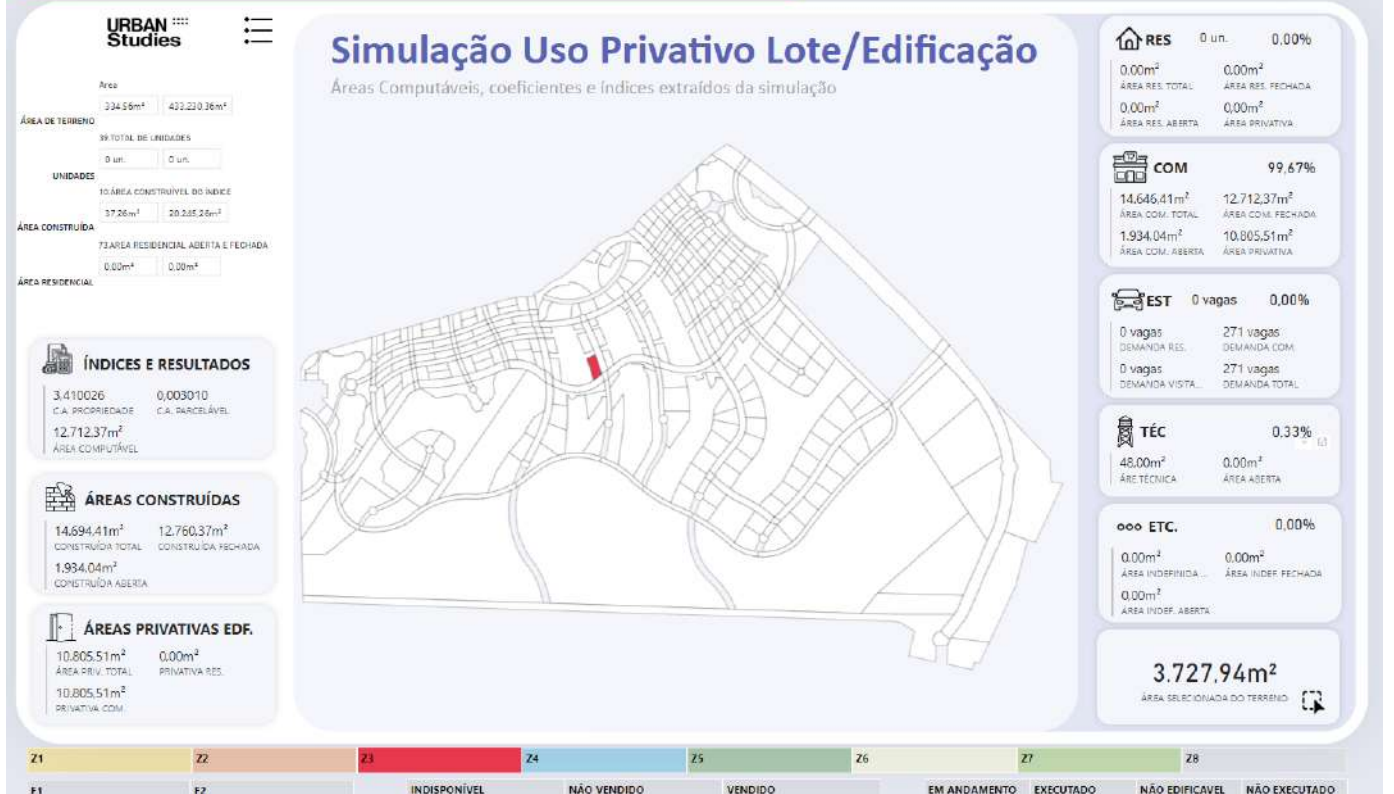 URBAN
Studies
Área
334.56m² 433.230.36m²
ÁREA DE TERRENO
39.TOTAL DE UNIDADES
0 un. 0 un.
UNIDADES
10.ÁREA CONSTRUÍVEL DO ÍNDICE
37,26m²
ÁREA CONSTRUÍDA
73.AREA RESIDENCIAL ABERTA E FECHADA
0,00m² 0,00m²
ÁREA RESIDENCIAL
ÍNDICES E RESULTADOS
3,410026 0,003010
C.A. PROPRIEDADE C.A. PARCELÁVEL
12.712,37m²
ÁREA COMPUTÁVEL
ÁREAS CONSTRUÍDAS
14.694,41m² 12.760,37m²
CONSTRUÍDA TOTAL CONSTRUÍDA FECHADA
1.934,04m²
CONSTRUÍDA ABERTA
ÁREAS PRIVATIVAS EDF.
10.805,51m² 0,00m²
ÁREA PRIV. TOTAL PRIVATIVA RES.
10.805,51m²
PRIVATIVA COM.
Simulação Uso Privativo Lote/Edificação
Áreas Computáveis, coeficientes e índices extraídos da simulação
RES 0 un. 0,00%
0,00m² 0,00m²
ÁREA RES. TOTAL ÁREA RES. FECHADA
0,00m² 0,00m²
ÁREA RES. ABERTA ÁREA PRIVATIVA
COM 99,67%
14.646,41m² 12.712,37m²
ÁREA COM. TOTAL ÁREA COM. FECHADA
1.934,04m² 10.805,51m²
ÁREA COM. ABERTA ÁREA PRIVATIVA
EST 0 vagas 0,00%
0 vagas 271 vagas
DEMANDA RES. DEMANDA COM.
0 vagas 271 vagas
DEMANDA VISITA... DEMANDA TOTAL
TÉC 0,33%
48,00m² 0,00m²
ÁRE.TÉCNICA ÁREA ABERTA
ooo ETC. 0,00%
0,00m² 0,00m²
ÁREA INDEFINIDA ... ÁREA INDEF. FECHADA
0,00m²
ÁREA INDEF. ABERTA
3.727,94m²
ÁREA SELECIONADA DO TERRENO
Z1 Z2 Z3 Z4 Z5 Z6 Z7 Z8
F1 F2 INDISPONÍVEL NÃO VENDIDO VENDIDO EM ANDAMENTO EXECUTADO NÃO EDIFICAVEL NÃO EXECUTADO